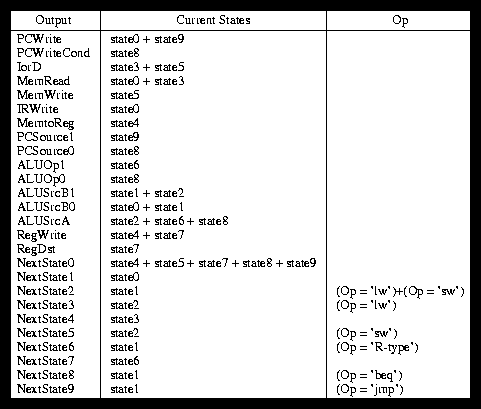 Output Current States Op
PCWrite state0 + state9
PCWriteCond state8
IorD state3 + state5
MemRead state0 + state3
MemWrite state5
IRWrite state0
MemtoReg state4
PCSource1 state9
PCSource0 state8
ALUOp1 state6
ALUOp0 state8
ALUSrcB1 state1 + state2
ALUSrcB0 state0 + state1
ALUSrcA state2 + state6 + state8
RegWrite state4 + state7
RegDst state7
NextState0 state4 + state5 + state7 + state8 + state9
NextState1 state0
NextState2 state1 (Op = 'lw')+(Op = 'sw')
NextState3 state2 (Op = 'lw')
NextState4 state3
NextState5 state2 (Op = 'sw')
NextState6 state1 (Op = 'R-type')
NextState7 state6
NextState8 state1 (Op = 'beq')
NextState9 state1 (Op = 'jmp')